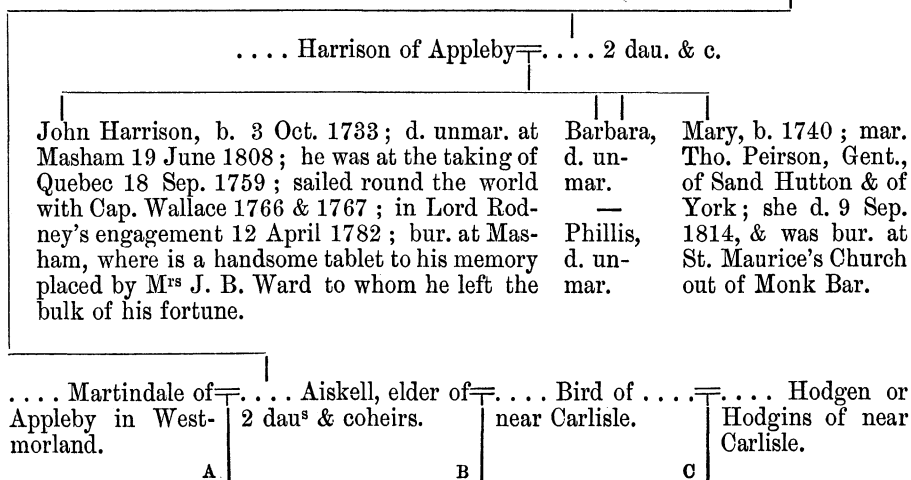 .... Harrison of Appleby=.... 2 dau. & c.
John Harrison, b. 3 Oct. 1733; d. unmar. at
Masham 19 June 1808; he was at the taking of
Quebec 18 Sep. 1759; sailed round the world
with Cap. Wallace 1766 & 1767; in Lord Rod-
ney's engagement 12 April 1782; bur. at Mas-
ham, where is a handsome tablet to his memory
placed by Mrs J. B. Ward to whom he left the
bulk of his fortune.
Barbara,
d. un-
mar.
—
Phillis,
d. un-
mar.
Mary, b. 1740; mar.
Tho. Peirson, Gent.,
of Sand Hutton & of
York; she d. 9 Sep.
1814, & was bur. at
St. Maurice's Church
out of Monk Bar.
.... Martindale of=.... Aiskell, elder of=.... Bird of ....=.... Hodgen or
Appleby in West-
morland.
2 daus & coheirs.
near Carlisle.
Hodgins of near
Carlisle.
A B C